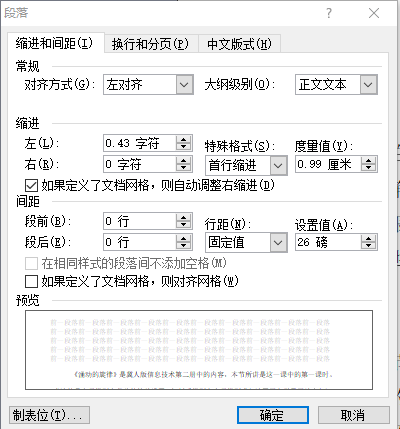 段落
缩进和间距(I) 换行和分页(P) 中文版式(H)
常规
对齐方式(G): 左对齐 大纲级别(O): 正文文本
缩进
左(L): 0.43 字符 特殊格式(S): 度量值(Y):
右(R): 0 字符 首行缩进 0.99 厘米
如果定义了文档网格，则自动调整右缩进(D)
间距
段前(B): 0 行 行距(N): 设置值(A):
段后(E): 0 行 固定值 26 磅
在相同样式的段落间不添加空格(M)
如果定义了文档网格，则对齐网格(W)
预览
《涌动的旋律》是冀人版信息技术第二册中的内容，本节所讲是这一课中的第一课时。
制表位(T)... 确定 取消